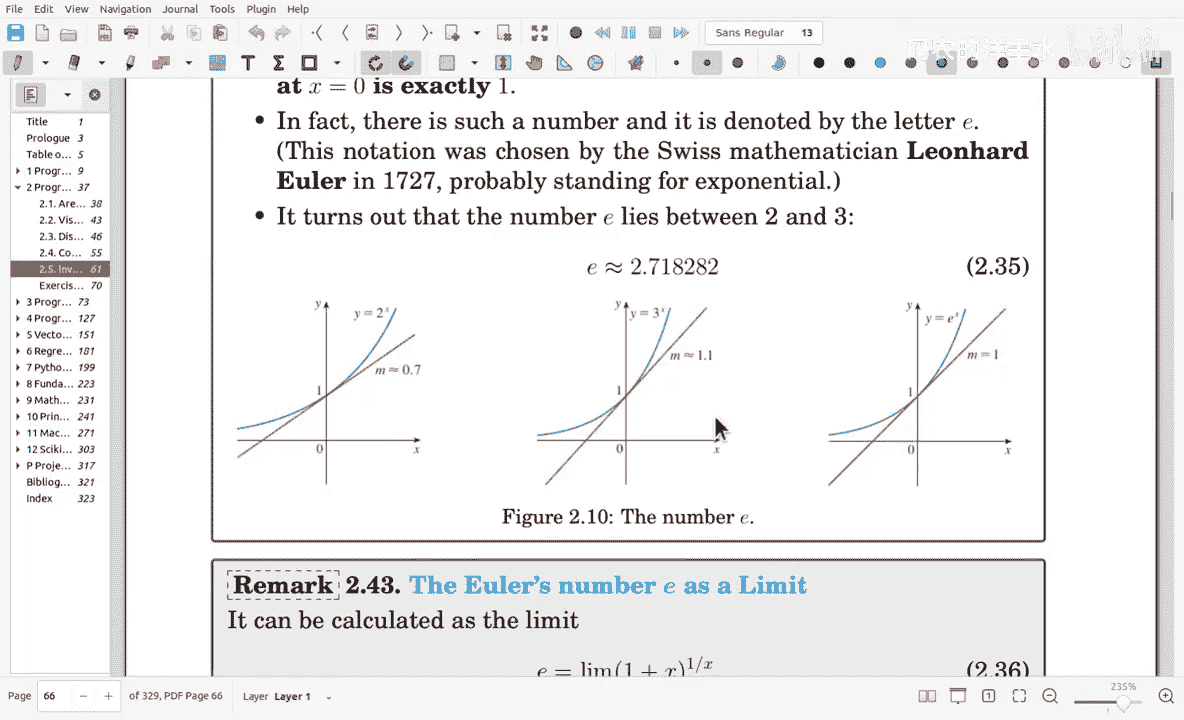 File Edit View Navigation Journal Tools Plugin Help
Sans Regular 13
Title 1
Prologue 3
Table o... 5
1 Progr... 9
2 Progr... 37
2.1. Are... 38
2.2. Vis... 43
2.3. Dis... 46
2.4. Co... 55
2.5. Inv... 61
Exercis... 70
3 Progr... 73
4 Progr... 127
5 Vecto... 151
6 Regre... 181
7 Pytho... 199
8 Funda... 223
9 Math... 231
10 Prin... 241
11 Mac... 271
12 Sciki... 303
P Proje... 317
Bibliog... 321
Index 323
at x = 0 is exactly 1.
• In fact, there is such a number and it is denoted by the letter e.
(This notation was chosen by the Swiss mathematician Leonhard
Euler in 1727, probably standing for exponential.)
• It turns out that the number e lies between 2 and 3:
e ≈ 2.718282 (2.35)
y y = 2ˣ m ≈ 0.7 1 0 x
y y = 3ˣ m ≈ 1.1 1 0 x
y y = eˣ m = 1 1 0 x
Figure 2.10: The number e.
Remark 2.43. The Euler's number e as a Limit
It can be calculated as the limit
e = lim(1 + x)^{1/x} (2.36)
Page 66 − + of 329, PDF Page 66 Layer Layer 1 235%